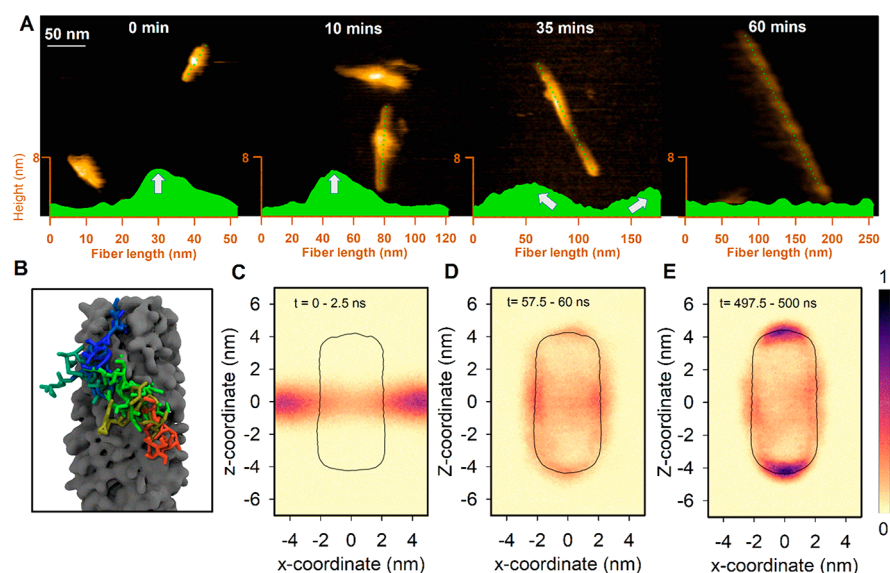 A
50 nm
0 min
10 mins
35 mins
60 mins
Height (nm)
8
8
8
8
0 10 20 30 40 50
0 20 40 60 80 100 120
0 50 100 150
0 50 100 150 200 250
Fiber length (nm)
Fiber length (nm)
Fiber length (nm)
Fiber length (nm)
B
C
t = 0 - 2.5 ns
z-coordinate (nm)
6
4
2
0
-2
-4
-6
-4 -2 0 2 4
x-coordinate (nm)
D
t= 57.5 - 60 ns
Z-coordinate (nm)
6
4
2
0
-2
-4
-6
-4 -2 0 2 4
x-coordinate (nm)
E
t= 497.5 - 500 ns
Z-coordinate (nm)
6
4
2
0
-2
-4
-6
-4 -2 0 2 4
x-coordinate (nm)
1
0